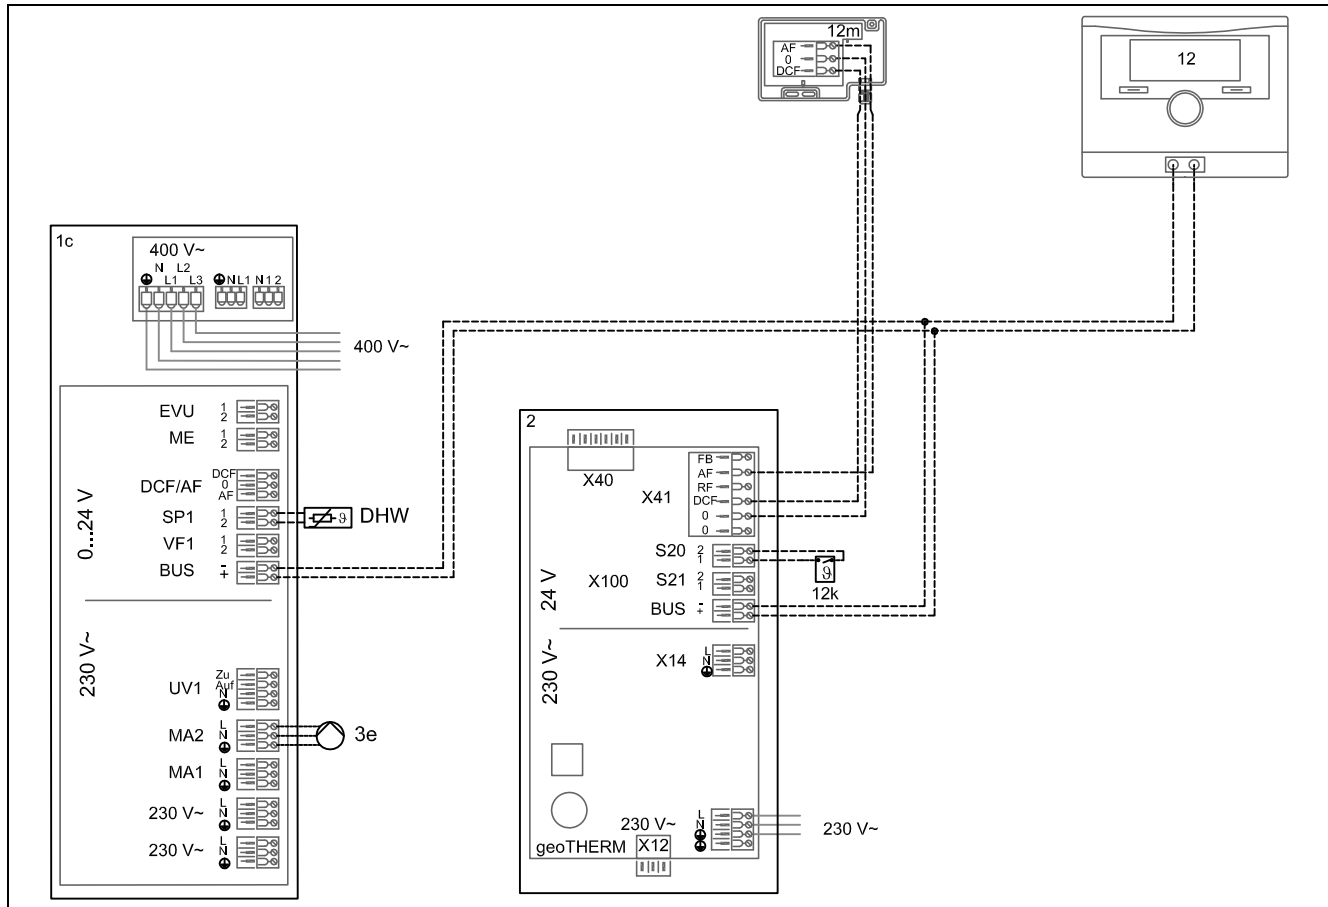 12m
AF
0
DCF
12
1c
400 V~
N L2
L1 L3
N L1 N 1 2
400 V~
EVU 1
2
ME 1
2
DCF/AF DCF
0
AF
SP1 1
2
DHW
VF1 1
2
BUS -
+
0...24 V
230 V~
UV1 Zu
Auf
N
MA2 L
N
3e
MA1 L
N
230 V~ L
N
230 V~ L
N
2
X40
X41
FB
AF
RF
DCF
0
0
24 V
X100
S20 2
1
ϑ
12k
S21 2
1
BUS -
+
230 V~
X14 L
N
230 V~
L
N
230 V~
geoTHERM X12